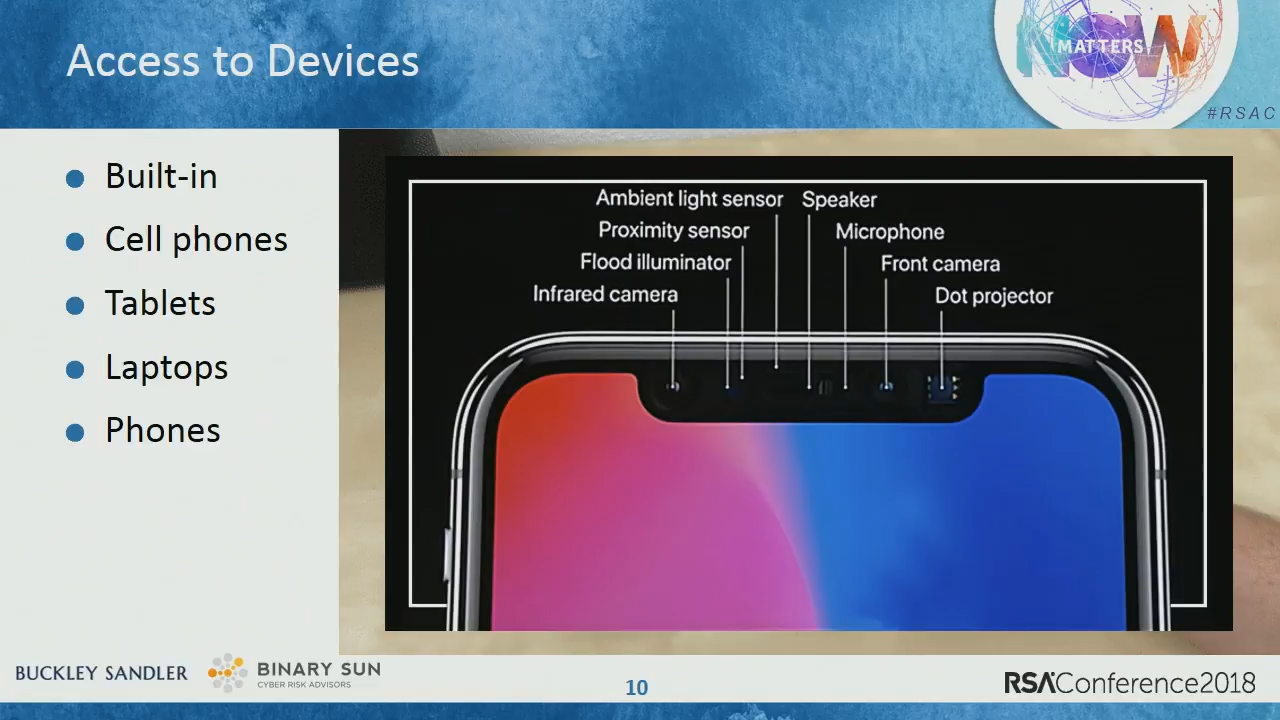 Access to Devices
NOW
MATTERS
#RSAC
Built-in
Cell phones
Tablets
Laptops
Phones
Ambient light sensor
Speaker
Proximity sensor
Microphone
Flood illuminator
Front camera
Infrared camera
Dot projector
BUCKLEY SANDLER
BINARY SUN
CYBER RISK ADVISORS
10
RSAConference2018